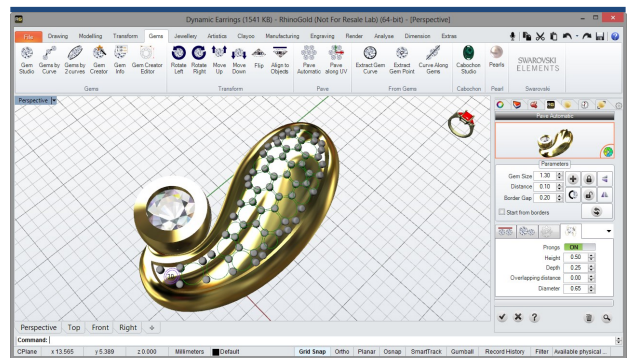 Dynamic Earrings (1541 KB) - RhinoGold (Not For Resale Lab) (64-bit) - [Perspective]
File Drawing Modelling Transform Gems Jewellery Artistics Clayoo Manufacturing Engraving Render Analyse Dimension Extras
Gem Studio
Gems by Curve
Gems by 2 curves
Gem Creator
Gem Info
Gem Creator Editor
Rotate Left
Rotate Right
Move Up
Move Down
Flip
Align to Objects
Pave Automatic
Pave along UV
Extract Gem Curve
Extract Gem Point
Curve Along Gems
Cabochon Studio
Pearls
SWAROVSKI
ELEMENTS
Gems Transform Pave From Gems Cabochon Pearl Swarovski
Perspective
Pave Automatic
Parameters
Gem Size 1.30
Distance 0.10
Border Gap 0.20
Start from borders
Prongs ON
Height 0.50
Depth 0.25
Overlapping distance 0.00
Diameter 0.65
Perspective Top Front Right
Command:
CPlane x 13.565 y 5.389 z 0.000 Millimeters Default Grid Snap Ortho Planar Osnap SmartTrack Gumball Record History Filter Available physical ...